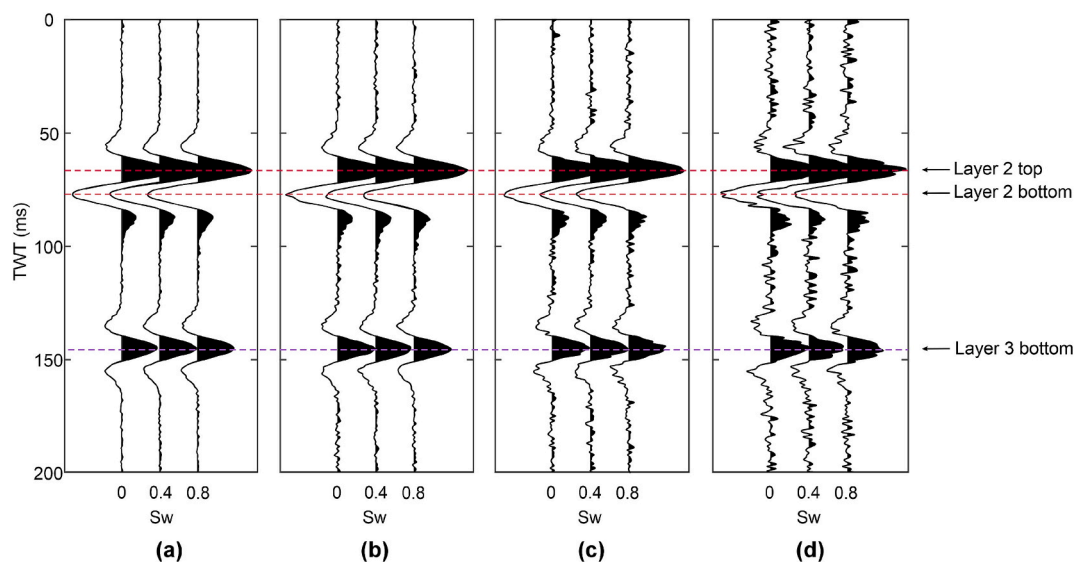 0
50
100
150
200
TWT (ms)
Layer 2 top
Layer 2 bottom
Layer 3 bottom
0 0.4 0.8
0 0.4 0.8
0 0.4 0.8
0 0.4 0.8
Sw
Sw
Sw
Sw
(a)
(b)
(c)
(d)